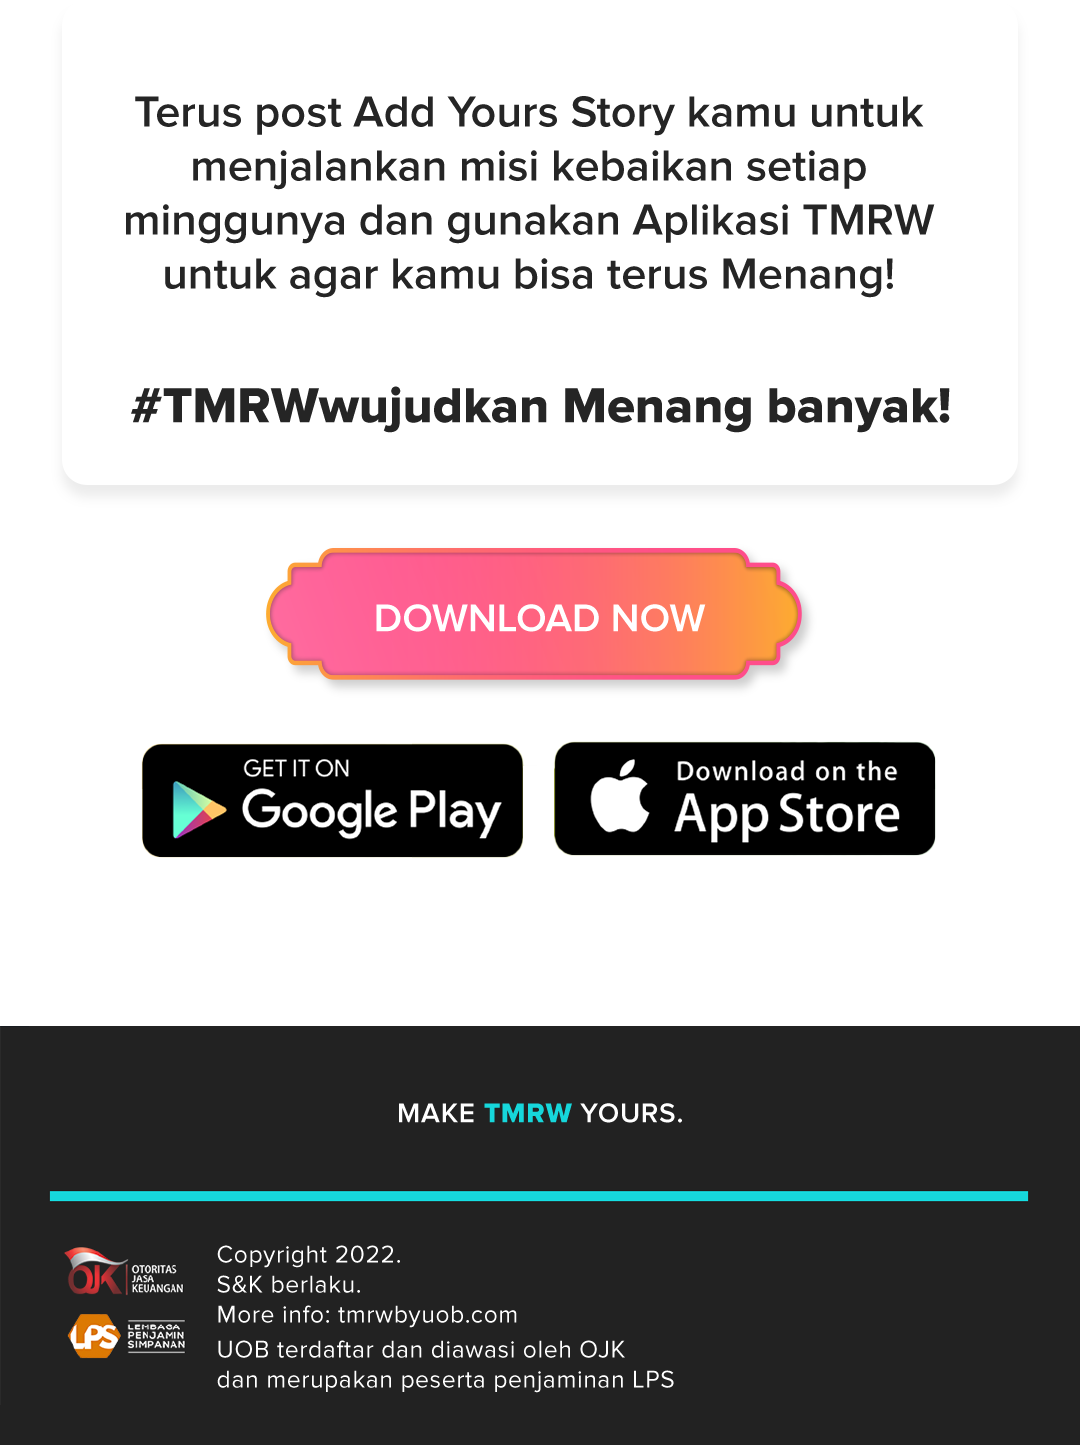 Terus post Add Yours Story kamu untuk
menjalankan misi kebaikan setiap
minggunya dan gunakan Aplikasi TMRW
untuk agar kamu bisa terus Menang!
#TMRWwujudkan Menang banyak!
DOWNLOAD NOW
GET IT ON
Google Play
Download on the
App Store
MAKE TMRW YOURS.
OJK
OTORITAS
JASA
KEUANGAN
LPS
LEMBAGA
PENJAMIN
SIMPANAN
Copyright 2022.
S&K berlaku.
More info: tmrwbyuob.com
UOB terdaftar dan diawasi oleh OJK
dan merupakan peserta penjaminan LPS